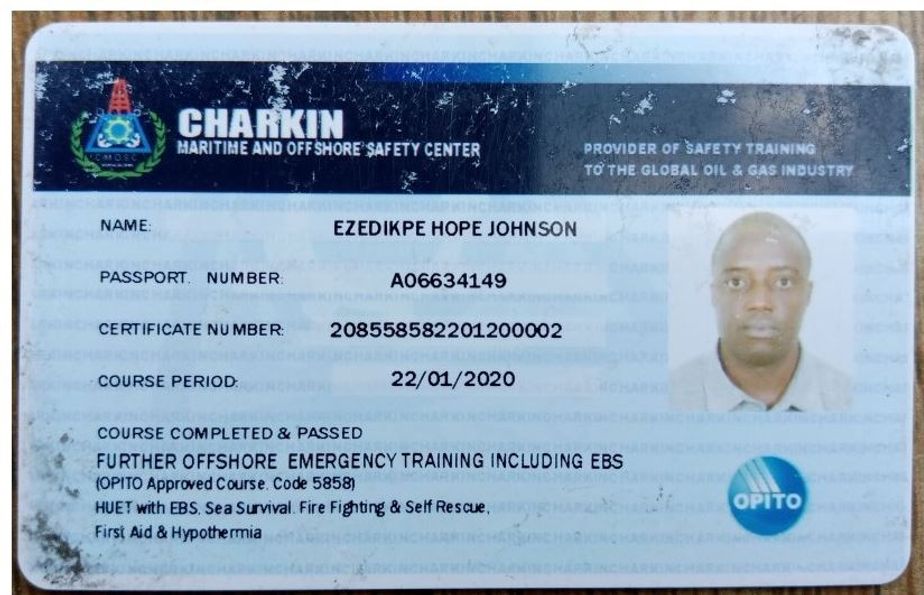 CHARKIN
MARITIME AND OFFSHORE SAFETY CENTER
PROVIDER OF SAFETY TRAINING
TO THE GLOBAL OIL & GAS INDUSTRY
CMOSC
NAME: EZEDIKPE HOPE JOHNSON
PASSPORT. NUMBER: A06634149
CERTIFICATE NUMBER: 208558582201200002
COURSE PERIOD: 22/01/2020
COURSE COMPLETED & PASSED
FURTHER OFFSHORE EMERGENCY TRAINING INCLUDING EBS
(OPITO Approved Course. Code 5858)
HUET with EBS, Sea Survival. Fire Fighting & Self Rescue,
First Aid & Hypothermia
OPITO